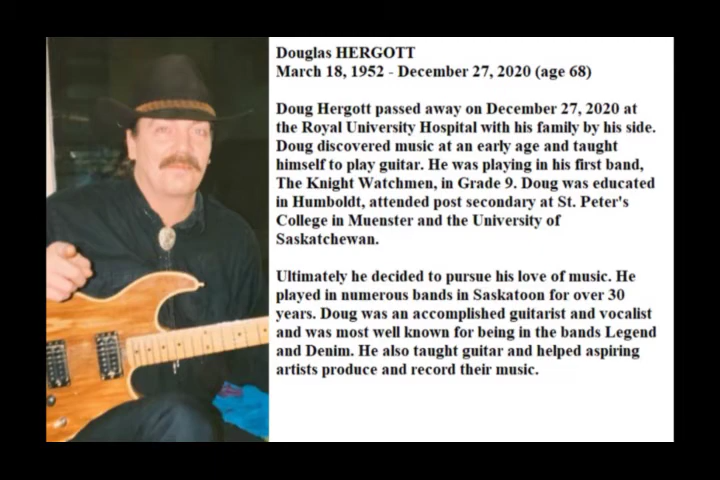 Douglas HERGOTT
March 18, 1952 - December 27, 2020 (age 68)
Doug Hergott passed away on December 27, 2020 at
the Royal University Hospital with his family by his side.
Doug discovered music at an early age and taught
himself to play guitar. He was playing in his first band,
The Knight Watchmen, in Grade 9. Doug was educated
in Humboldt, attended post secondary at St. Peter's
College in Muenster and the University of
Saskatchewan.
Ultimately he decided to pursue his love of music. He
played in numerous bands in Saskatoon for over 30
years. Doug was an accomplished guitarist and vocalist
and was most well known for being in the bands Legend
and Denim. He also taught guitar and helped aspiring
artists produce and record their music.